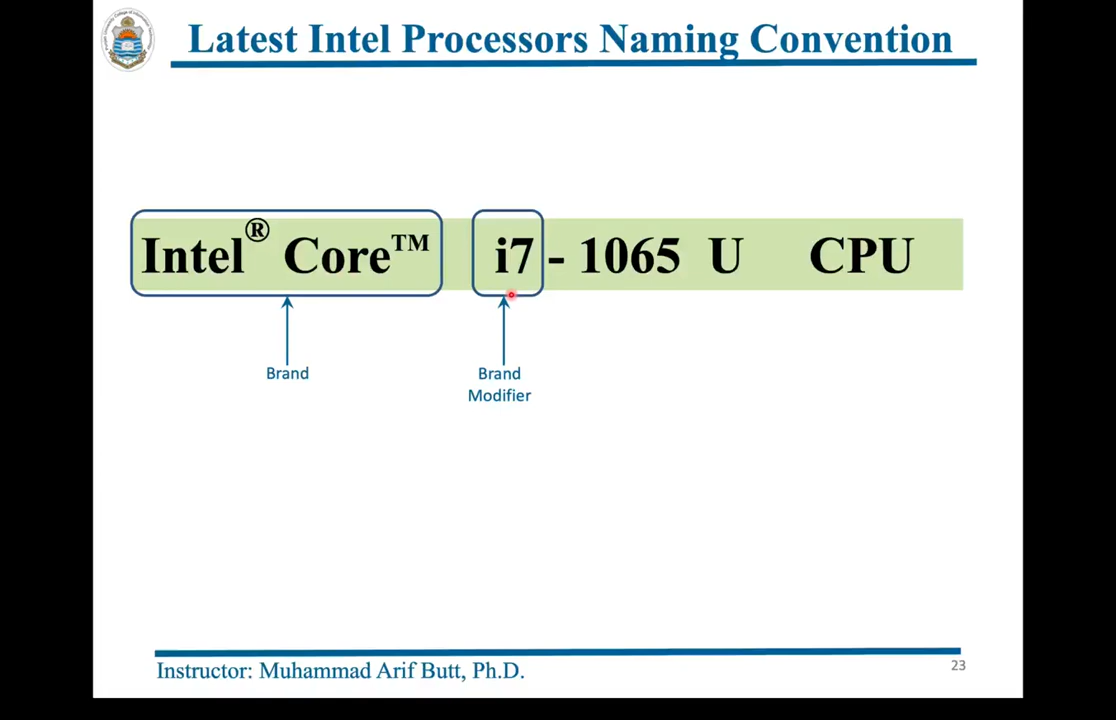 Latest Intel Processors Naming Convention
Intel® Core™ i7 - 1065 U CPU
Brand
Brand
Modifier
Instructor: Muhammad Arif Butt, Ph.D.
23